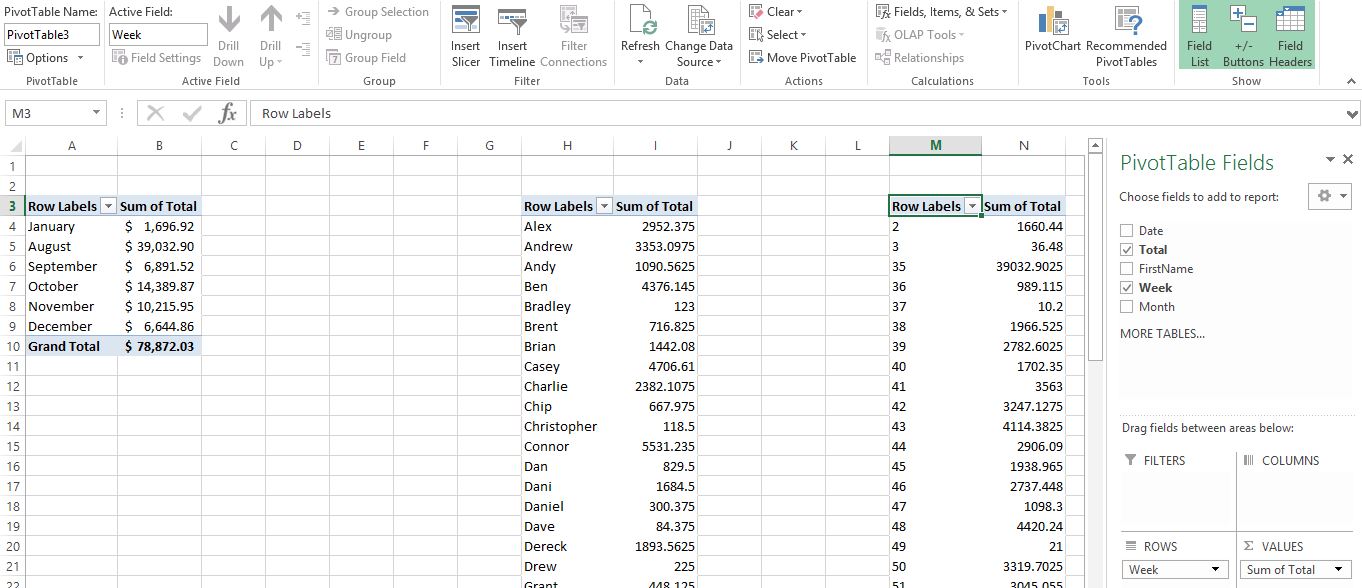 PivotTable Name: Active Field: → Group Selection Clear Fields, Items, & Sets
PivotTable3 Week Drill Down Drill Up Ungroup Insert Slicer Insert Timeline Filter Connections Refresh Change Data Source Select OLAP Tools PivotChart Recommended PivotTables Field List +/- Buttons Field Headers
Options Field Settings Group Field Move PivotTable Relationships
PivotTable Active Field Group Filter Data Actions Calculations Tools Show
M3 fx Row Labels
A B C D E F G H I J K L M N
1
2
3 Row Labels Sum of Total Row Labels Sum of Total Row Labels Sum of Total
4 January $ 1,696.92 Alex 2952.375 2 1660.44
5 August $ 39,032.90 Andrew 3353.0975 3 36.48
6 September $ 6,891.52 Andy 1090.5625 35 39032.9025
7 October $ 14,389.87 Ben 4376.145 36 989.115
8 November $ 10,215.95 Bradley 123 37 10.2
9 December $ 6,644.86 Brent 716.825 38 1966.525
10 Grand Total $ 78,872.03 Brian 1442.08 39 2782.6025
11 Casey 4706.61 40 1702.35
12 Charlie 2382.1075 41 3563
13 Chip 667.975 42 3247.1275
14 Christopher 118.5 43 4114.3825
15 Connor 5531.235 44 2906.09
16 Dan 829.5 45 1938.965
17 Dani 1684.5 46 2737.448
18 Daniel 300.375 47 1098.3
19 Dave 84.375 48 4420.24
20 Dereck 1893.5625 49 21
21 Drew 225 50 3319.7025
22 Grant 448.125 51 3045.055
PivotTable Fields
Choose fields to add to report:
Date
Total
FirstName
Week
Month
MORE TABLES...
Drag fields between areas below:
FILTERS COLUMNS
ROWS Σ VALUES
Week Sum of Total